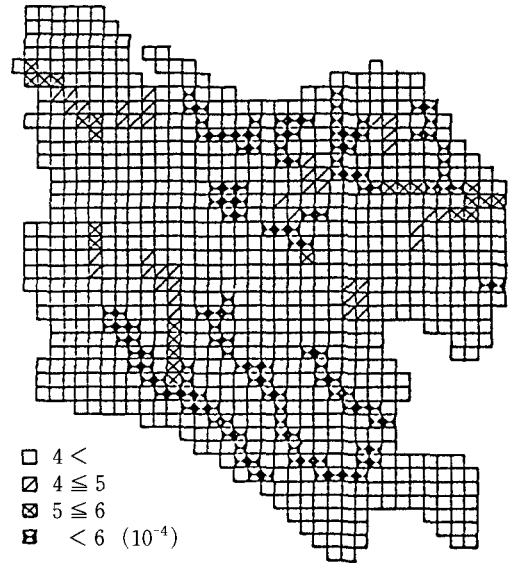 □ 4 <
⧄ 4 ≦ 5
⊠ 5 ≦ 6
⧓ < 6 (10⁻⁴)